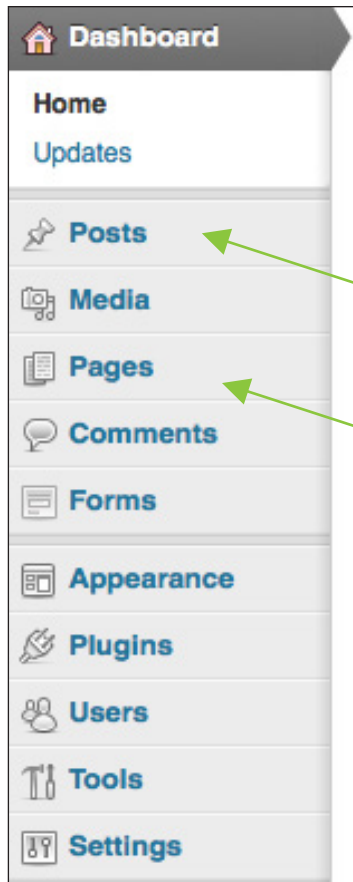 Dashboard
Home
Updates
Posts
Media
Pages
Comments
Forms
Appearance
Plugins
Users
Tools
Settings